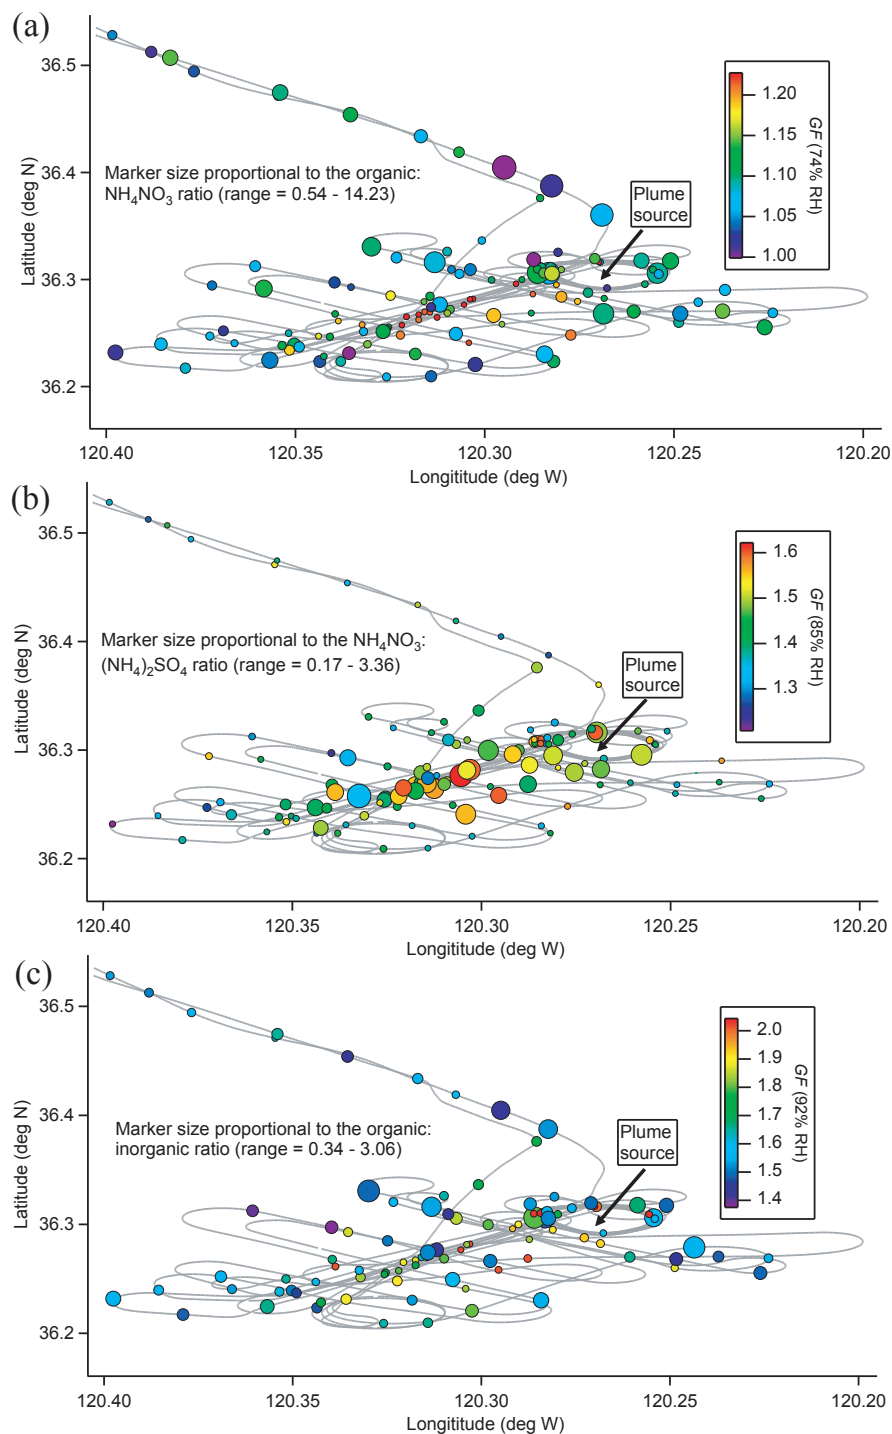 (a)
36.5
36.4
36.3
36.2
Latitude (deg N)
Marker size proportional to the organic:
NH4NO3 ratio (range = 0.54 - 14.23)
Plume
source
1.20
1.15
1.10
1.05
1.00
GF (74% RH)
120.40
120.35
120.30
120.25
120.20
Longititude (deg W)
(b)
36.5
36.4
36.3
36.2
Latitude (deg N)
Marker size proportional to the NH4NO3:
(NH4)2SO4 ratio (range = 0.17 - 3.36)
Plume
source
1.6
1.5
1.4
1.3
GF (85% RH)
120.40
120.35
120.30
120.25
120.20
Longititude (deg W)
(c)
36.5
36.4
36.3
36.2
Latitude (deg N)
Marker size proportional to the organic:
inorganic ratio (range = 0.34 - 3.06)
Plume
source
2.0
1.9
1.8
1.7
1.6
1.5
1.4
GF (92% RH)
120.40
120.35
120.30
120.25
120.20
Longititude (deg W)